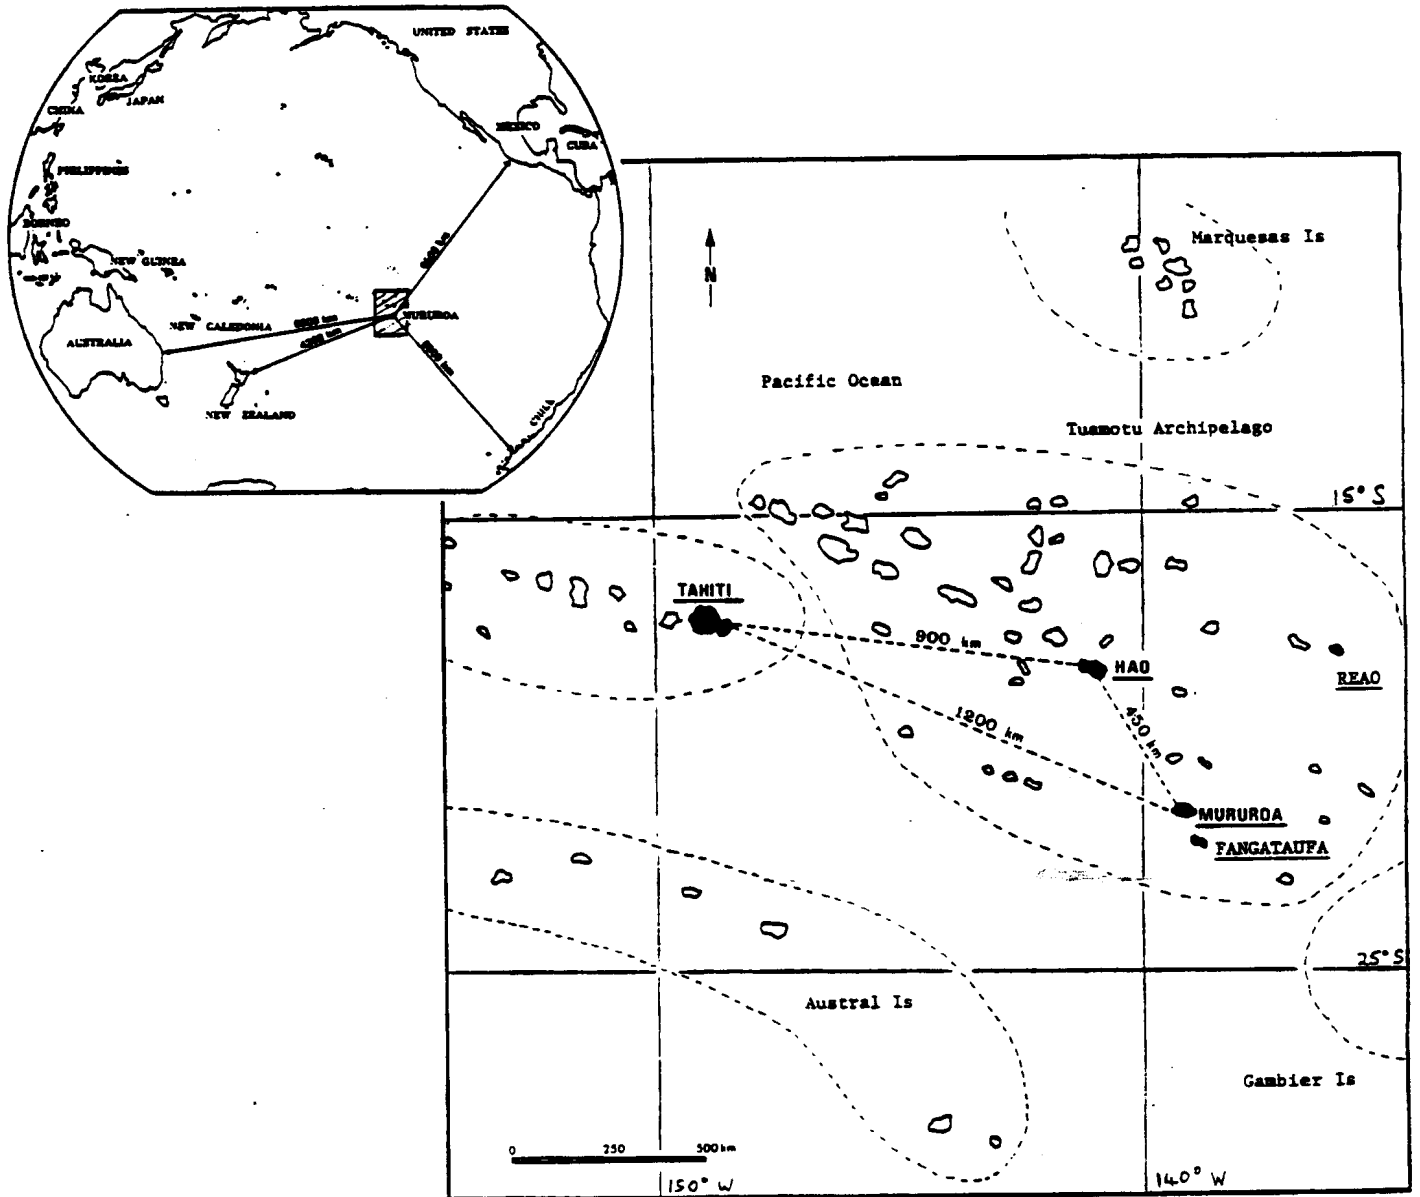 UNITED STATES
KOREA
JAPAN
CHINA
MEXICO
CUBA
PHILIPPINES
BORNEO
NEW GUINEA
NEW CALEDONIA
MURUROA
AUSTRALIA
NEW ZEALAND
N
Marquesas Is
Pacific Ocean
Tuamotu Archipelago
15° S
TAHITI
900 km
HAO
REAO
1200 km
450 km
MURUROA
FANGATAUFA
25° S
Austral Is
Gambier Is
0 250 500 km
150° W
140° W